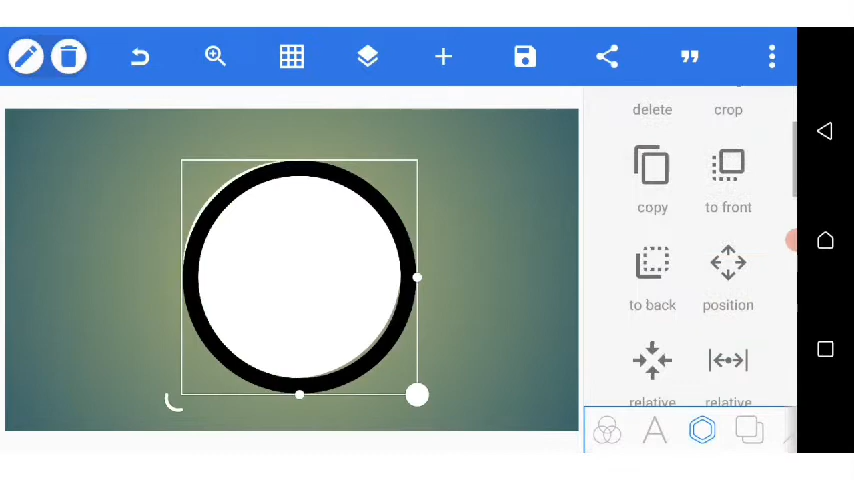 delete crop
copy to front
to back position
relative relative